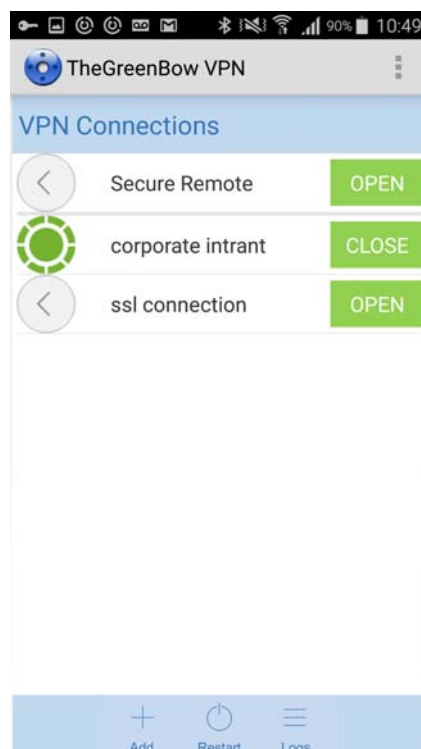 90% 10:49
TheGreenBow VPN
VPN Connections
Secure Remote OPEN
corporate intrant CLOSE
ssl connection OPEN
Add Restart Logs